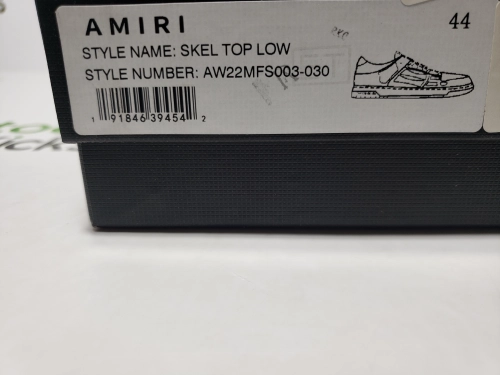 AMIRI
44
STYLE NAME: SKEL TOP LOW
STYLE NUMBER: AW22MFS003-030
1 91846 39454 2